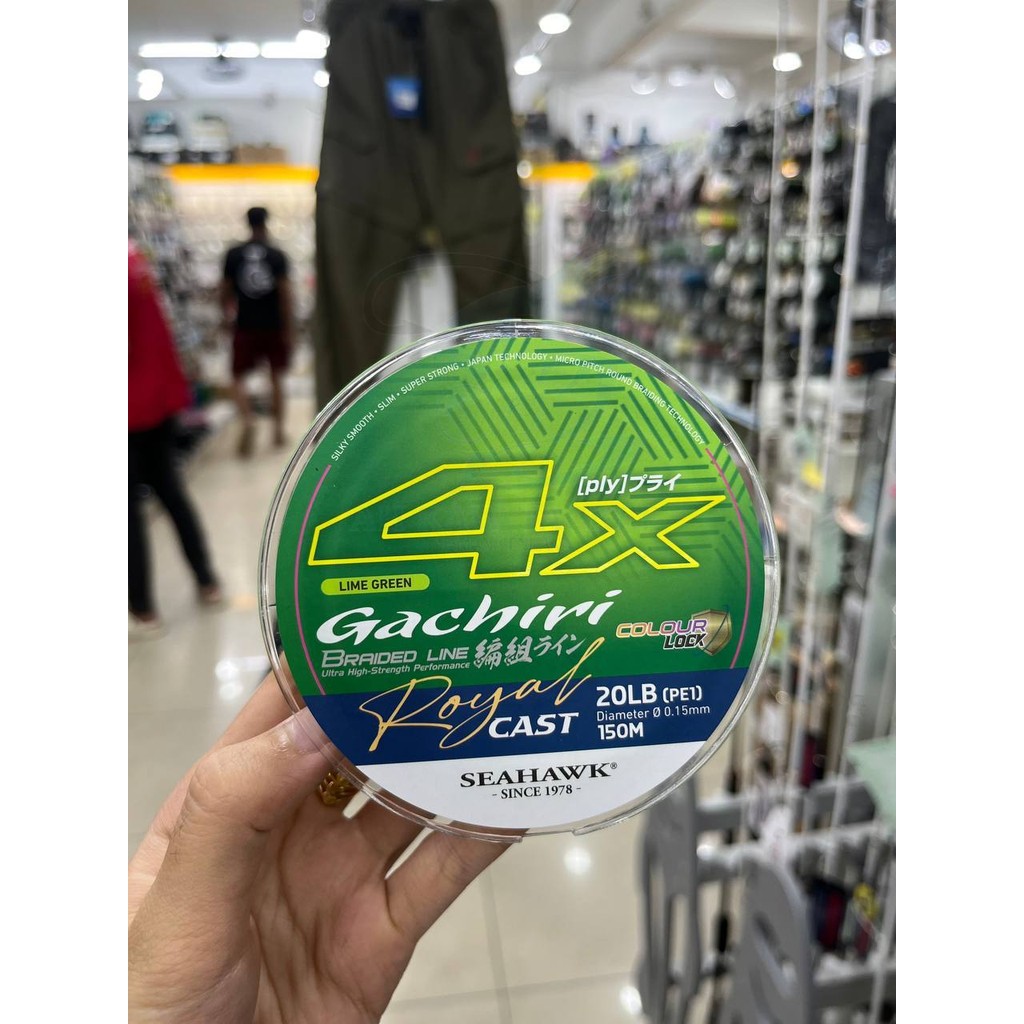 SILKY SMOOTH • SLIM • SUPER STRONG • JAPAN TECHNOLOGY • MICRO PITCH ROUND BRAIDING TECHNOLOGY
[ply]プライ
4X
LIME GREEN
Gachiri
COLOUR LOCK
BRAIDED LINE 編組ライン
Ultra High-Strength Performance
Royal CAST
20LB (PE1)
Diameter Ø 0.15mm
150M
SEAHAWK®
- SINCE 1978 -